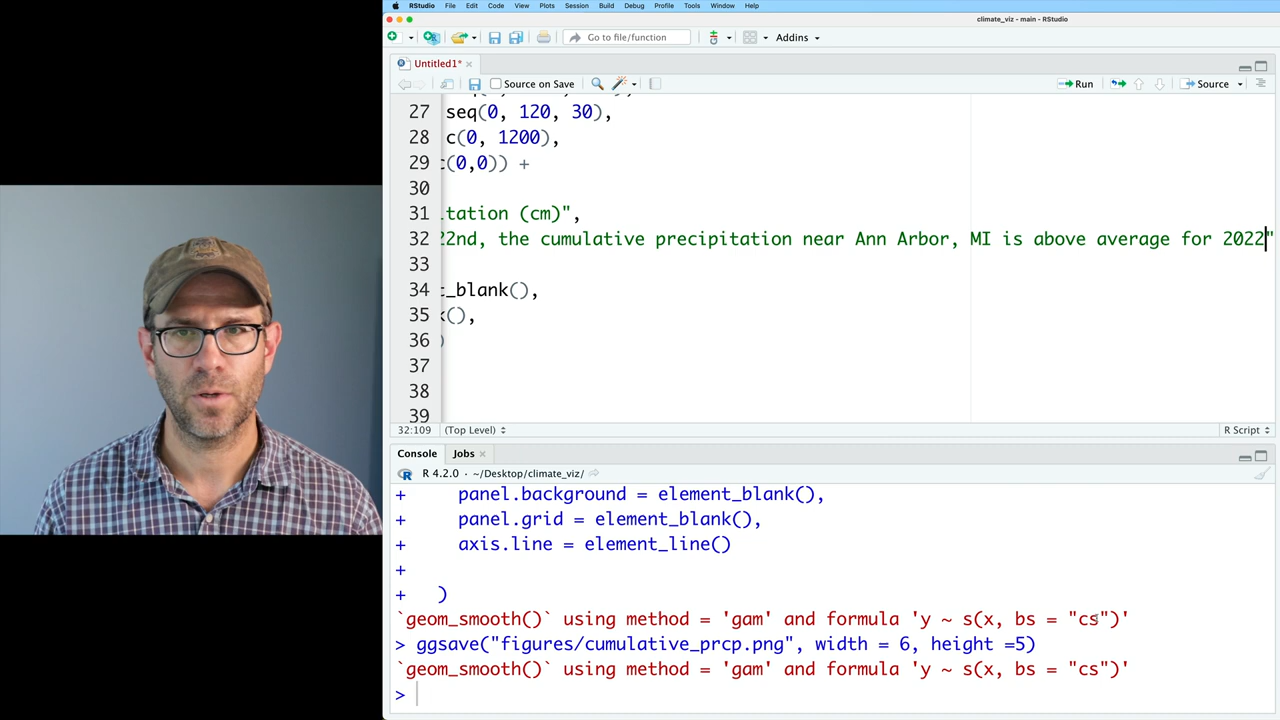 RStudio File Edit Code View Plots Session Build Debug Profile Tools Window Help
climate_viz - main - RStudio
Go to file/function Addins
Untitled1*
Source on Save Run Source
27 seq(0, 120, 30),
28 c(0, 1200),
29 c(0,0)) +
30
31 tation (cm)",
32 22nd, the cumulative precipitation near Ann Arbor, MI is above average for 2022"
33
34 t_blank(),
35 k(),
36 )
37
38
39
32:109 (Top Level) R Script
Console Jobs
R 4.2.0 · ~/Desktop/climate_viz/
+ panel.background = element_blank(),
+ panel.grid = element_blank(),
+ axis.line = element_line()
+
+ )
`geom_smooth()` using method = 'gam' and formula 'y ~ s(x, bs = "cs")'
> ggsave("figures/cumulative_prcp.png", width = 6, height =5)
`geom_smooth()` using method = 'gam' and formula 'y ~ s(x, bs = "cs")'
>